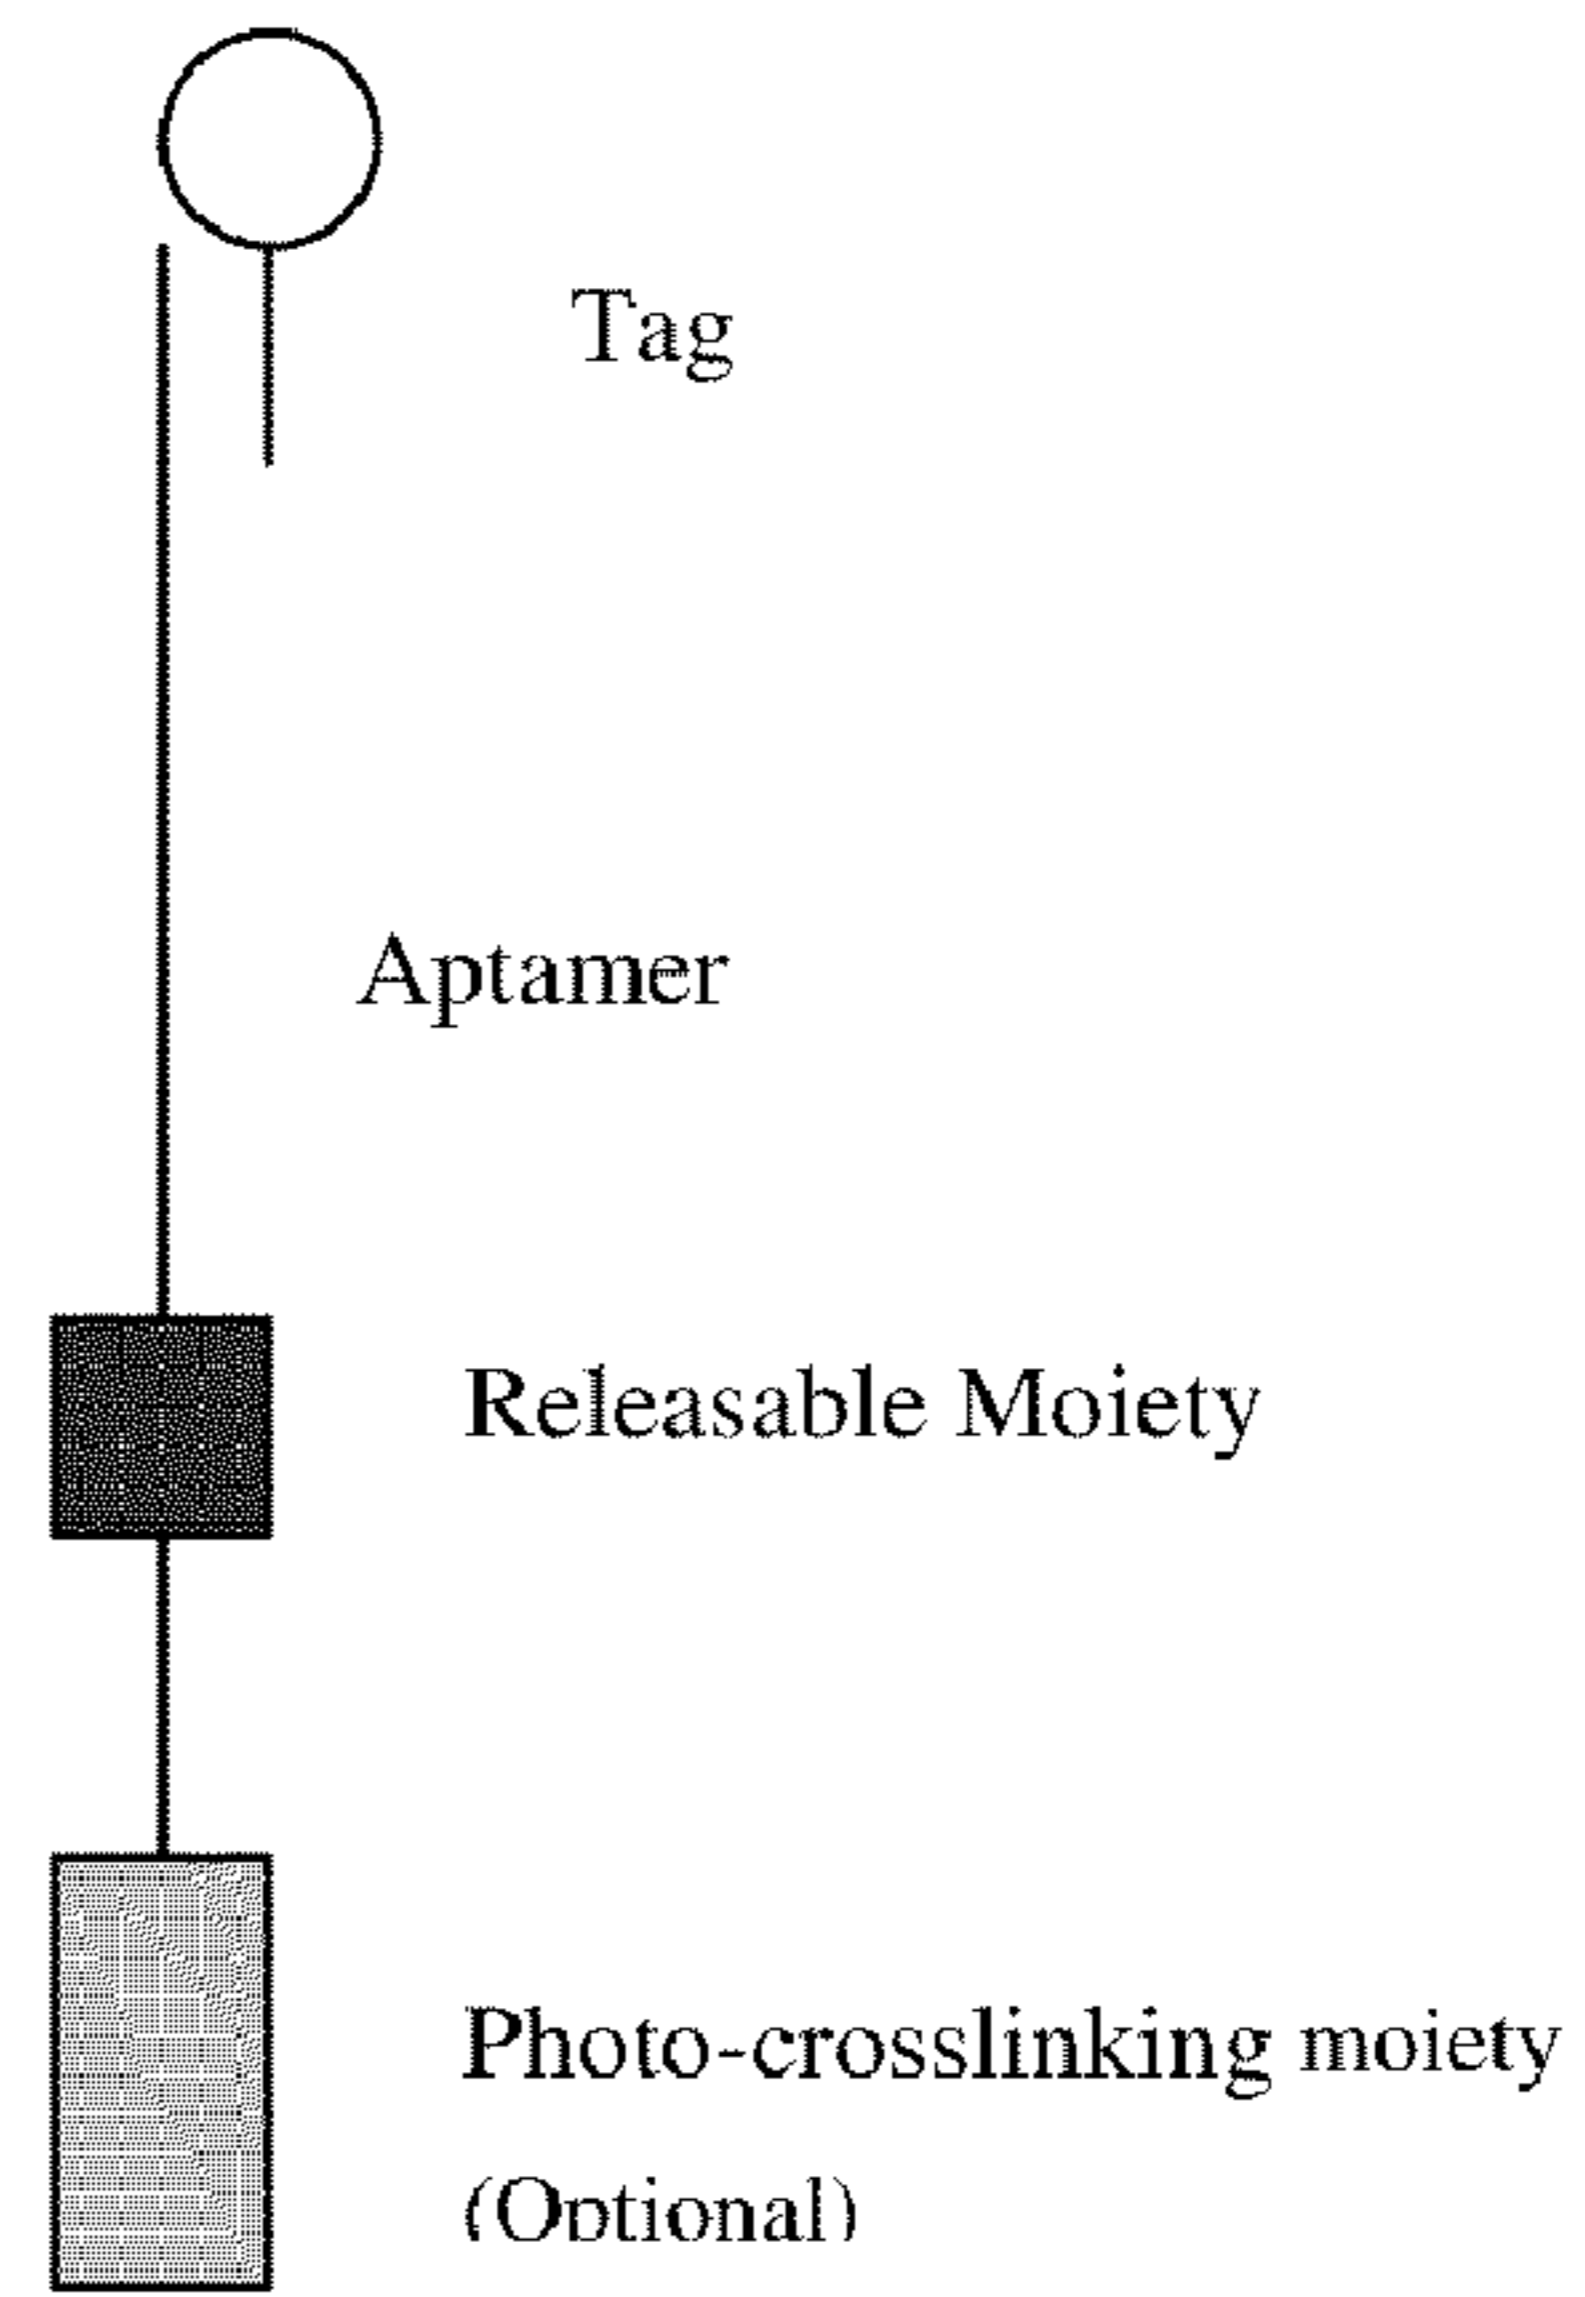 Tag
Aptamer
Releasable Moiety
Photo-crosslinking moiety
(Optional)